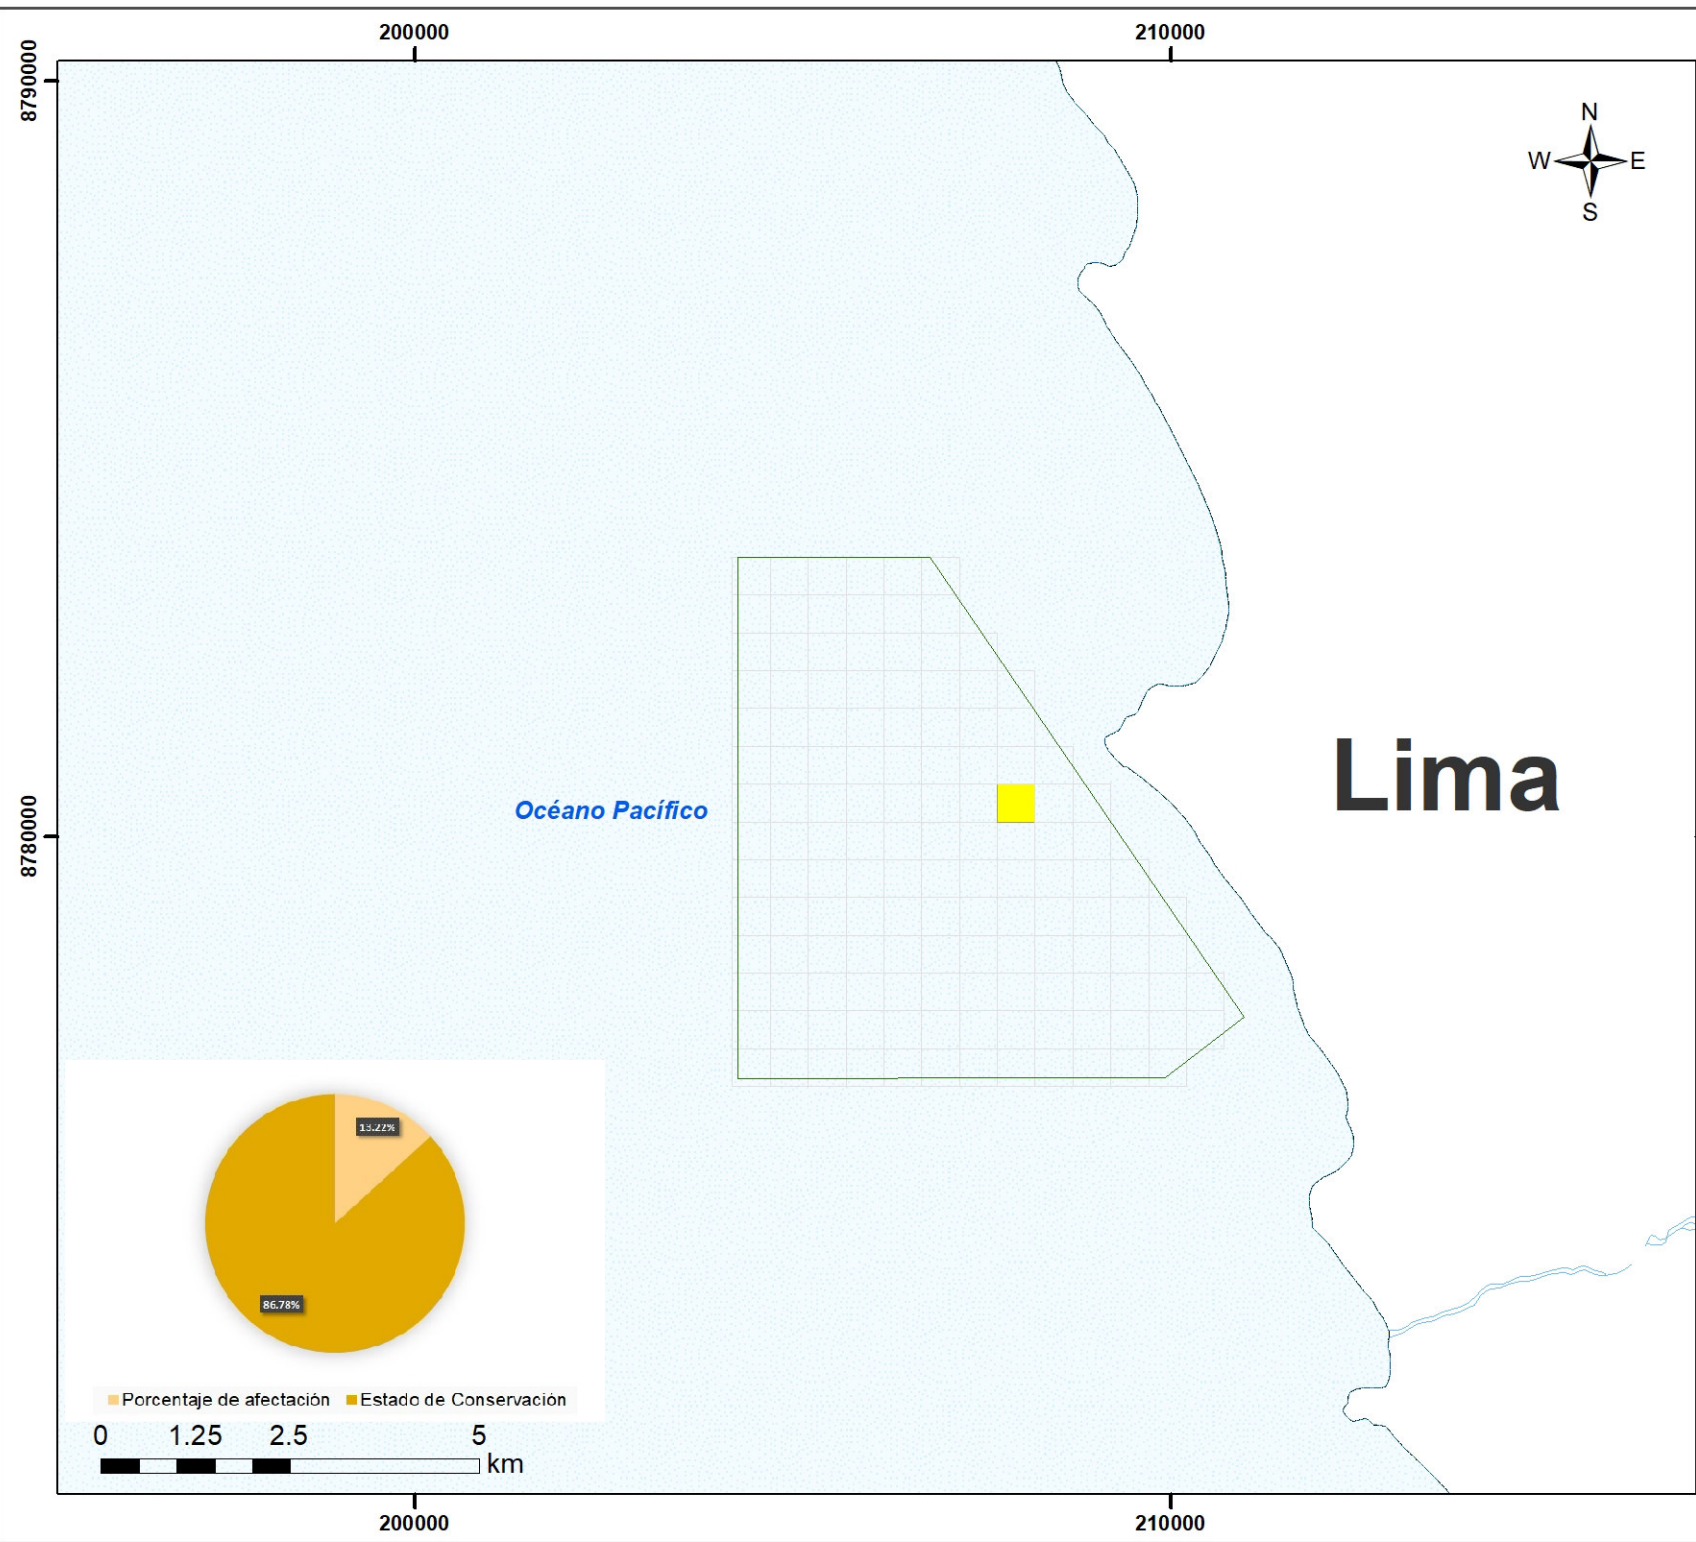 200000 210000
8790000
N
W E
S
Lima
Océano Pacífico
8780000
13.22%
86.78%
Porcentaje de afectación Estado de Conservación
0 1.25 2.5 5
km
200000 210000